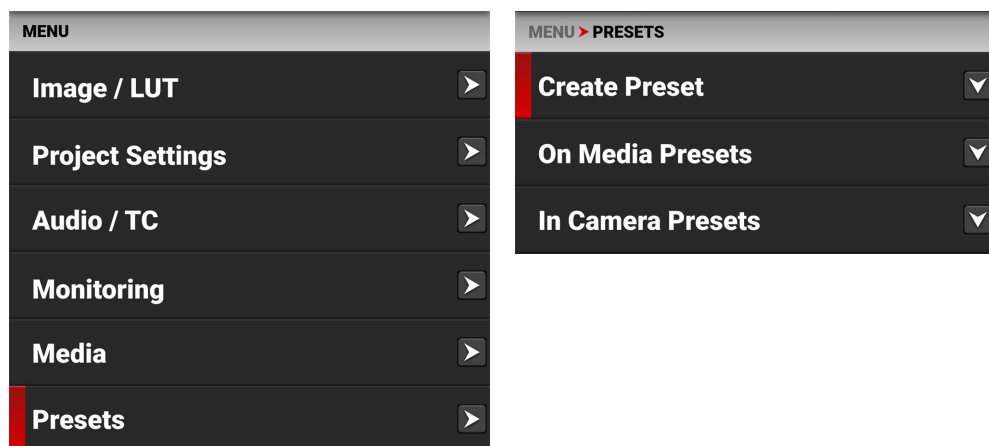 MENU
Image / LUT
Project Settings
Audio / TC
Monitoring
Media
Presets
MENU PRESETS
Create Preset
On Media Presets
In Camera Presets